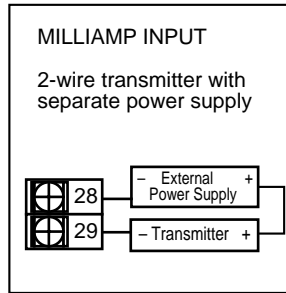 MILLIAMP INPUT
2-wire transmitter with
separate power supply
– External +
Power Supply
28
29
– Transmitter +